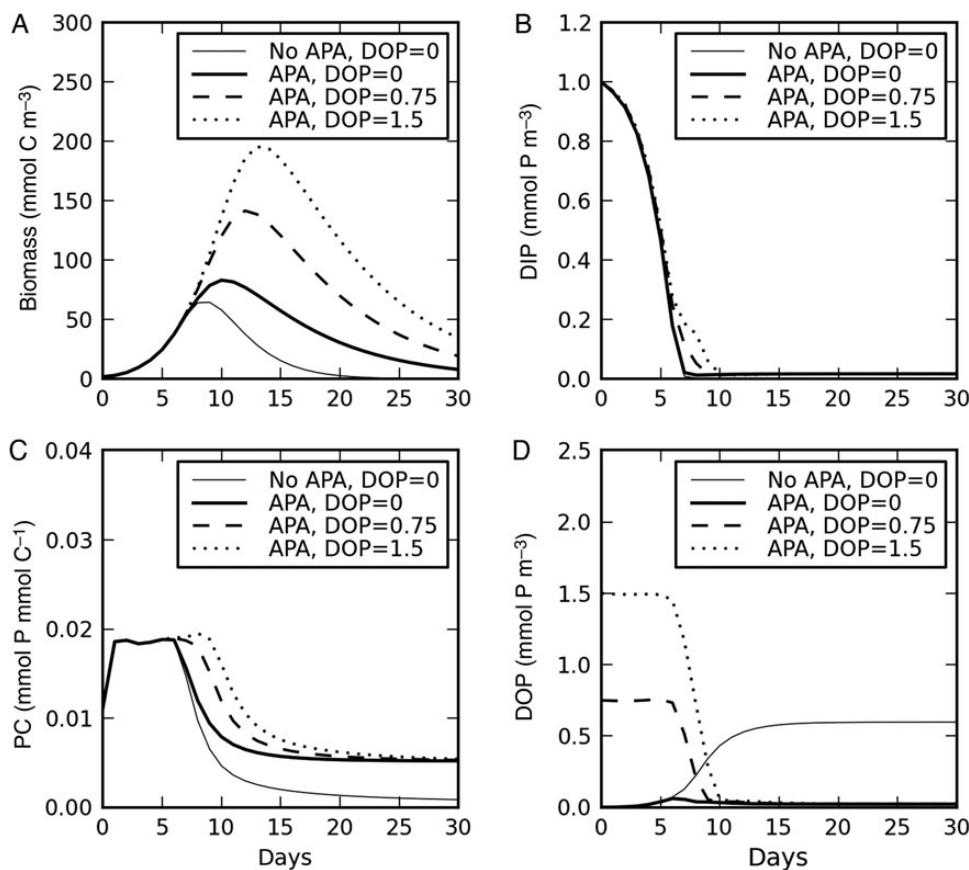 A
Biomass (mmol C m⁻³)
300
250
200
150
100
50
0
0 5 10 15 20 25 30
No APA, DOP=0
APA, DOP=0
APA, DOP=0.75
APA, DOP=1.5
B
DIP (mmol P m⁻³)
1.2
1.0
0.8
0.6
0.4
0.2
0.0
0 5 10 15 20 25 30
No APA, DOP=0
APA, DOP=0
APA, DOP=0.75
APA, DOP=1.5
C
PC (mmol P mmol C⁻¹)
0.04
0.03
0.02
0.01
0.00
0 5 10 15 20 25 30
Days
No APA, DOP=0
APA, DOP=0
APA, DOP=0.75
APA, DOP=1.5
D
DOP (mmol P m⁻³)
2.5
2.0
1.5
1.0
0.5
0.0
0 5 10 15 20 25 30
Days
No APA, DOP=0
APA, DOP=0
APA, DOP=0.75
APA, DOP=1.5